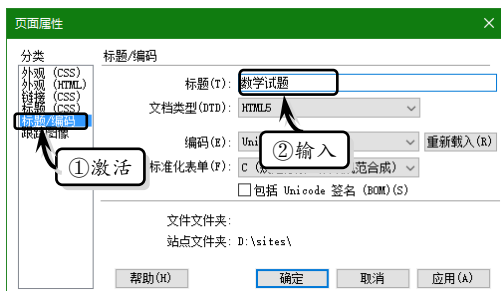 页面属性
分类
标题/编码
外观 (CSS)
外观 (HTML)
链接 (CSS)
标题 (CSS)
标题/编码
跟踪图像
标题(T): 数学试题
文档类型(DTD): HTML5
编码(E): Uni
重新载入(R)
标准化表单(F): C 范合成)
包括 Unicode 签名 (BOM)(S)
①激活
②输入
文件文件夹:
站点文件夹: D:\sites\
帮助(H) 确定 取消 应用(A)